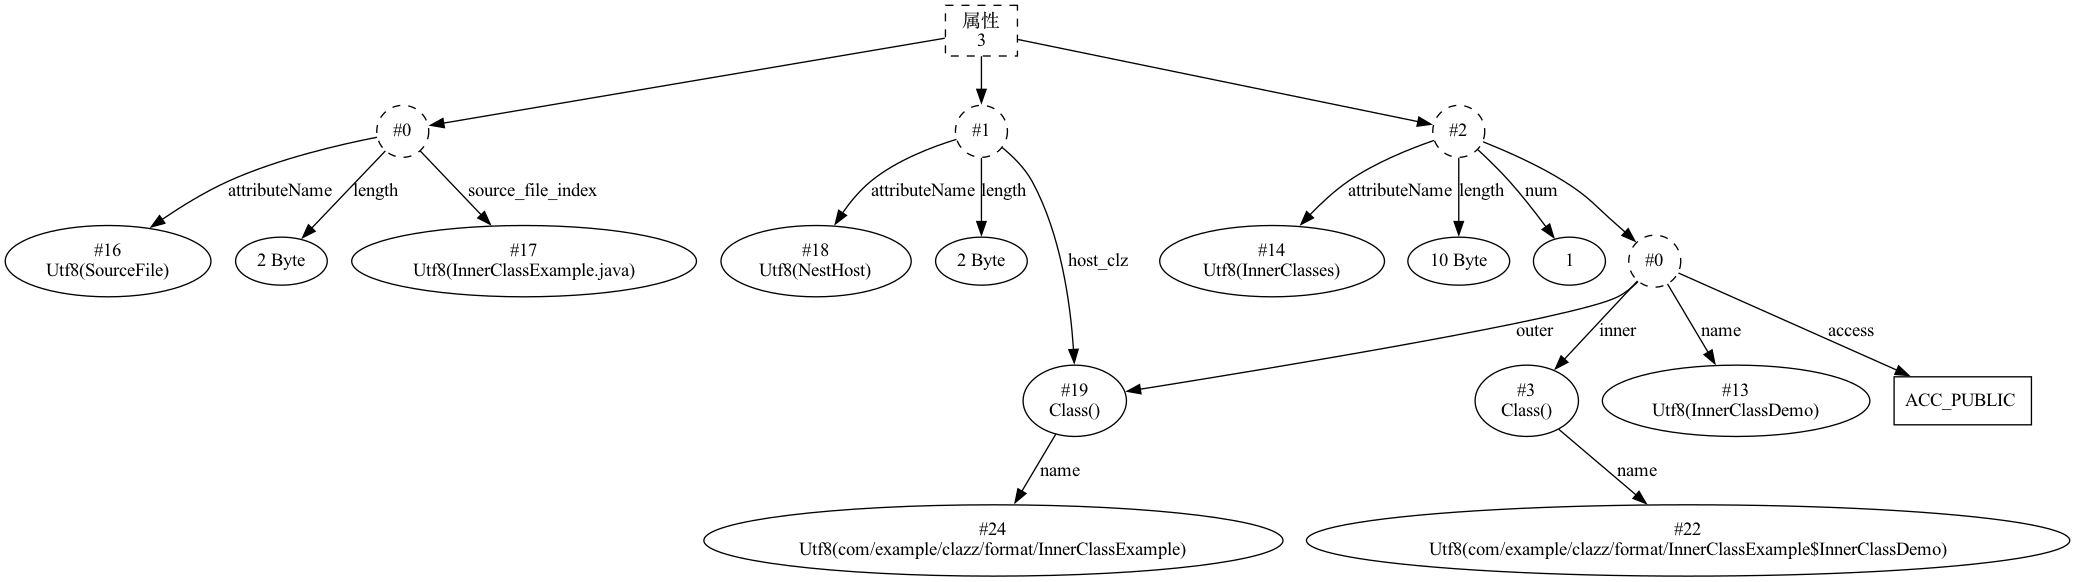 属性
3
#0
#1
#2
attributeName
length
source_file_index
attributeName
length
attributeName
length
num
#16
Utf8(SourceFile)
2 Byte
#17
Utf8(InnerClassExample.java)
#18
Utf8(NestHost)
2 Byte
host_clz
#14
Utf8(InnerClasses)
10 Byte
1
#0
outer
inner
name
access
#19
Class()
#3
Class()
#13
Utf8(InnerClassDemo)
ACC_PUBLIC
name
name
#24
Utf8(com/example/clazz/format/InnerClassExample)
#22
Utf8(com/example/clazz/format/InnerClassExample$InnerClassDemo)